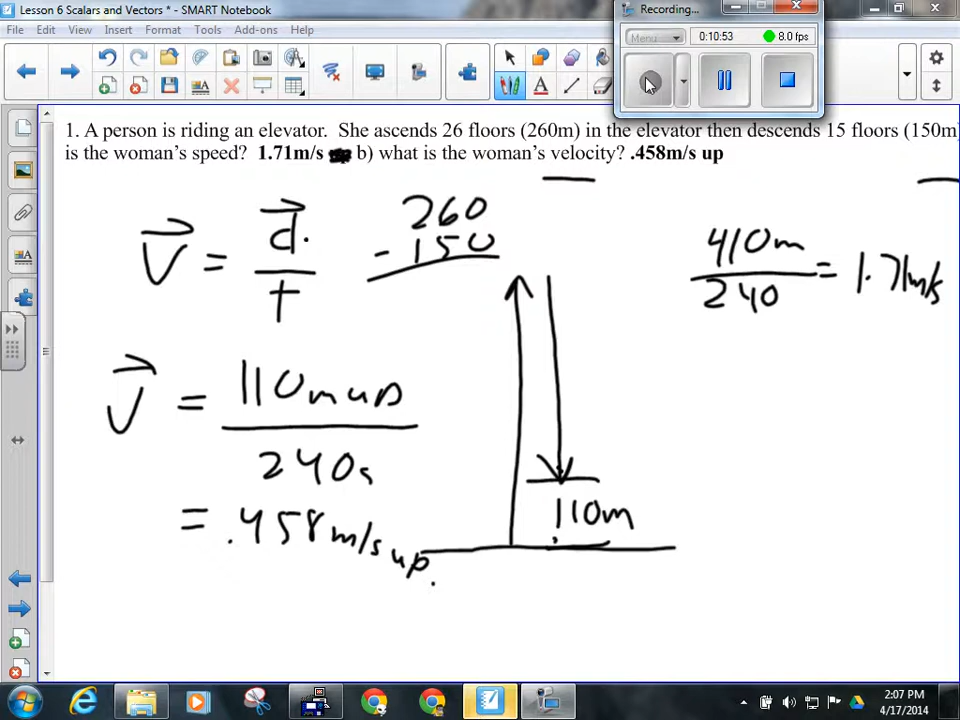 Lesson 6 Scalars and Vectors * - SMART Notebook
Recording...
File Edit View Insert Format Tools Add-ons Help
Menu 0:10:53 8.0 fps
1. A person is riding an elevator. She ascends 26 floors (260m) in the elevator then descends 15 floors (150m)
is the woman's speed? 1.71m/s b) what is the woman's velocity? .458m/s up
V = d
t
260
- 150
410m
240 = 1.71m/s
V = 110m up
240s
= .458m/s up.
110m
2:07 PM
4/17/2014